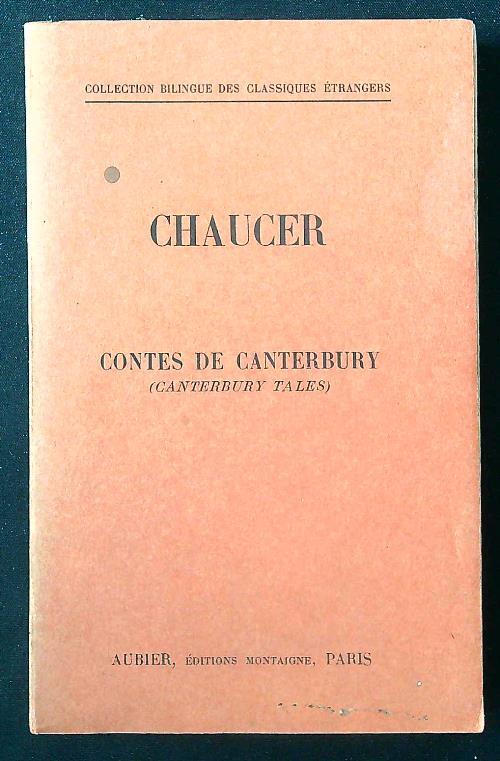 COLLECTION BILINGUE DES CLASSIQUES ÉTRANGERS
CHAUCER
CONTES DE CANTERBURY
(CANTERBURY TALES)
AUBIER, ÉDITIONS MONTAIGNE, PARIS